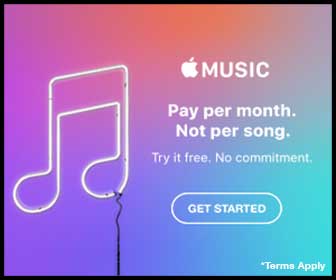 MUSIC
Pay per month.
Not per song.
Try it free. No commitment.
GET STARTED
*Terms Apply